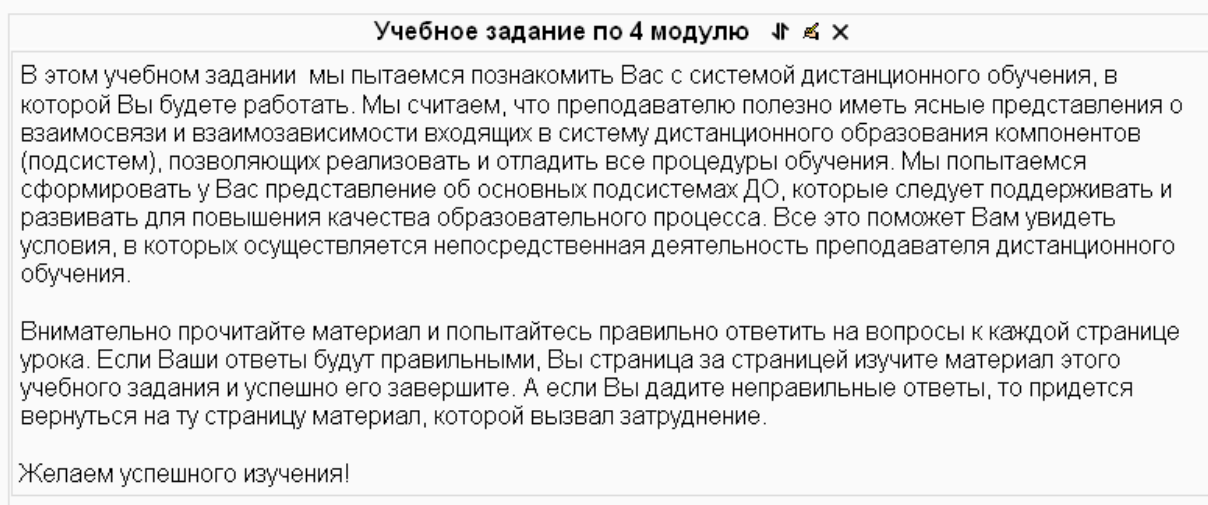 Учебное задание по 4 модулю
В этом учебном задании мы пытаемся познакомить Вас с системой дистанционного обучения, в
которой Вы будете работать. Мы считаем, что преподавателю полезно иметь ясные представления о
взаимосвязи и взаимозависимости входящих в систему дистанционного образования компонентов
(подсистем), позволяющих реализовать и отладить все процедуры обучения. Мы попытаемся
сформировать у Вас представление об основных подсистемах ДО, которые следует поддерживать и
развивать для повышения качества образовательного процесса. Все это поможет Вам увидеть
условия, в которых осуществляется непосредственная деятельность преподавателя дистанционного
обучения.
Внимательно прочитайте материал и попытайтесь правильно ответить на вопросы к каждой странице
урока. Если Ваши ответы будут правильными, Вы страница за страницей изучите материал этого
учебного задания и успешно его завершите. А если Вы дадите неправильные ответы, то придется
вернуться на ту страницу материал, которой вызвал затруднение.
Желаем успешного изучения!